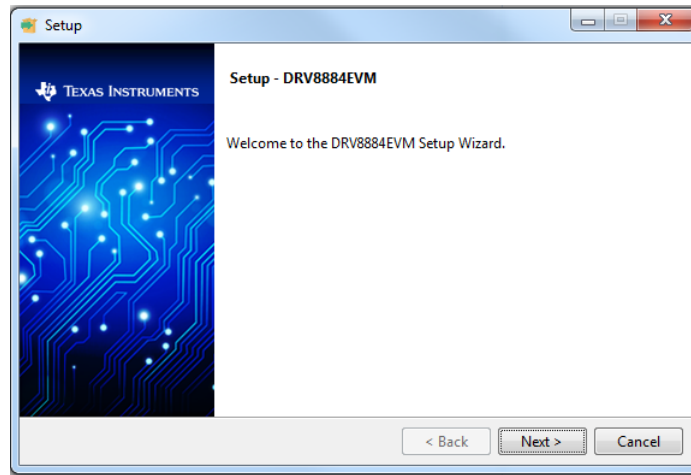 Setup
TEXAS INSTRUMENTS
Setup - DRV8884EVM
Welcome to the DRV8884EVM Setup Wizard.
< Back
Next >
Cancel